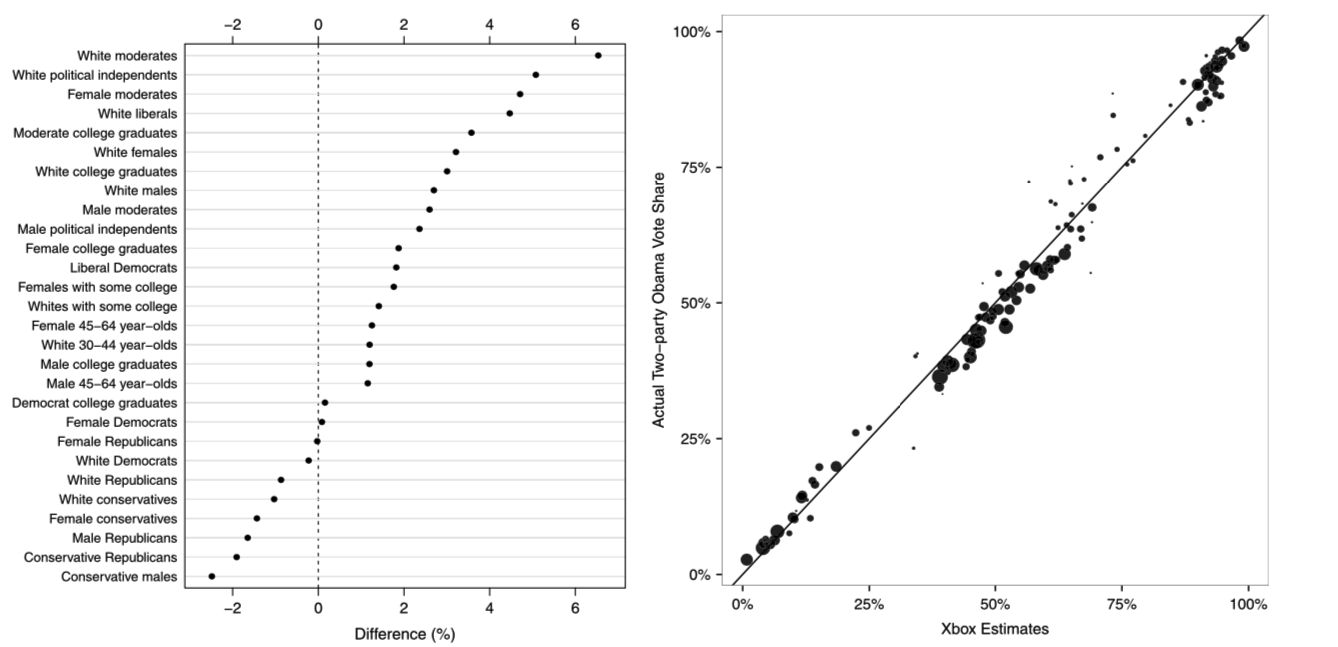 −2 0 2 4 6
White moderates
White political independents
Female moderates
White liberals
Moderate college graduates
White females
White college graduates
White males
Male moderates
Male political independents
Female college graduates
Liberal Democrats
Females with some college
Whites with some college
Female 45−64 year−olds
White 30−44 year−olds
Male college graduates
Male 45−64 year−olds
Democrat college graduates
Female Democrats
Female Republicans
White Democrats
White Republicans
White conservatives
Female conservatives
Male Republicans
Conservative Republicans
Conservative males
−2 0 2 4 6
Difference (%)
Actual Two−party Obama Vote Share
100%
75%
50%
25%
0%
0% 25% 50% 75% 100%
Xbox Estimates